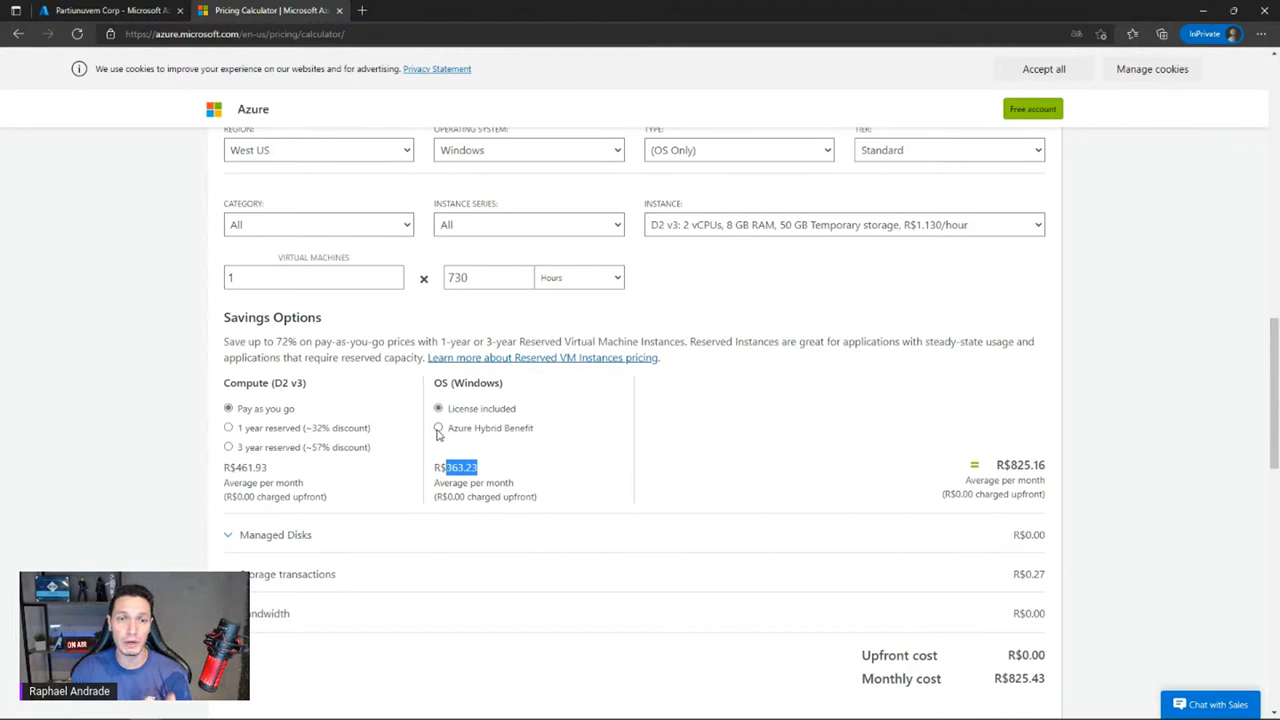 Partiunuvem Corp - Microsoft Az
Pricing Calculator | Microsoft Az
https://azure.microsoft.com/en-us/pricing/calculator/
InPrivate
We use cookies to improve your experience on our websites and for advertising. Privacy Statement
Accept all
Manage cookies
Azure
Free account
REGION:
OPERATING SYSTEM:
TYPE:
TIER:
West US
Windows
(OS Only)
Standard
CATEGORY:
INSTANCE SERIES:
INSTANCE:
All
All
D2 v3: 2 vCPUs, 8 GB RAM, 50 GB Temporary storage, R$1.130/hour
VIRTUAL MACHINES
1
730
Hours
Savings Options
Save up to 72% on pay-as-you-go prices with 1-year or 3-year Reserved Virtual Machine Instances. Reserved Instances are great for applications with steady-state usage and
applications that require reserved capacity. Learn more about Reserved VM Instances pricing.
Compute (D2 v3)
Pay as you go
1 year reserved (~32% discount)
3 year reserved (~57% discount)
R$461.93
Average per month
(R$0.00 charged upfront)
OS (Windows)
License included
Azure Hybrid Benefit
R$363.23
Average per month
(R$0.00 charged upfront)
= R$825.16
Average per month
(R$0.00 charged upfront)
Managed Disks
R$0.00
torage transactions
R$0.27
ndwidth
R$0.00
Upfront cost
R$0.00
Monthly cost
R$825.43
ON AIR
Raphael Andrade
Chat with Sales